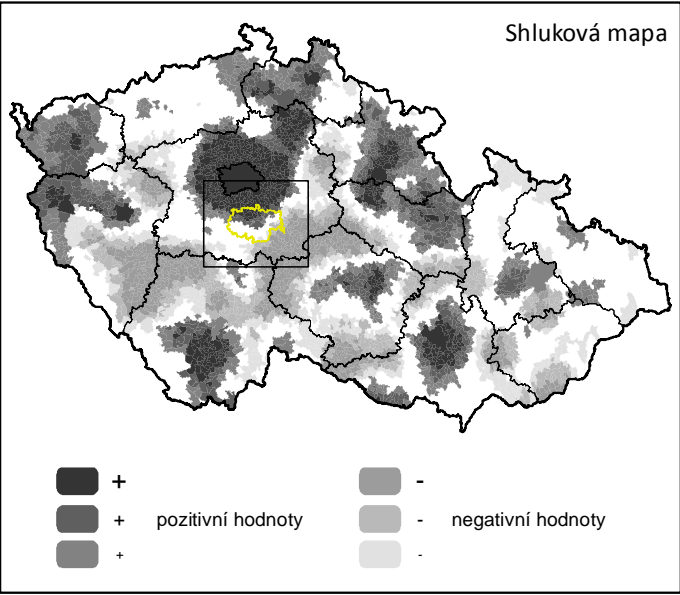 Shluková mapa
+ -
+ pozitivní hodnoty - negativní hodnoty
+ -